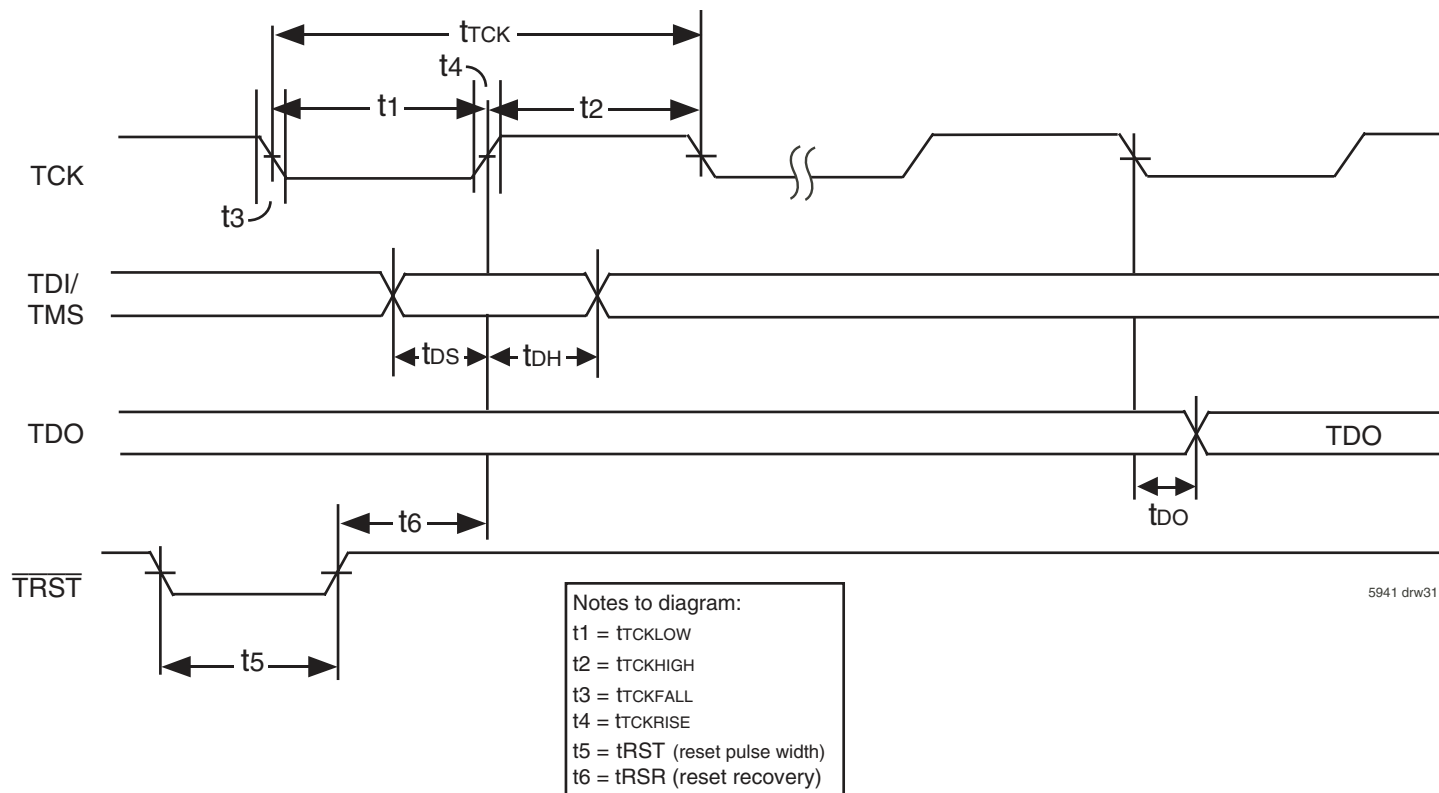 tTCK
t4
t1
t2
TCK
t3
TDI/
TMS
tDS
tDH
TDO
TDO
tDO
t6
TRST
5941 drw31
t5
Notes to diagram:
t1 = tTCKLOW
t2 = tTCKHIGH
t3 = tTCKFALL
t4 = tTCKRISE
t5 = tRST (reset pulse width)
t6 = tRSR (reset recovery)